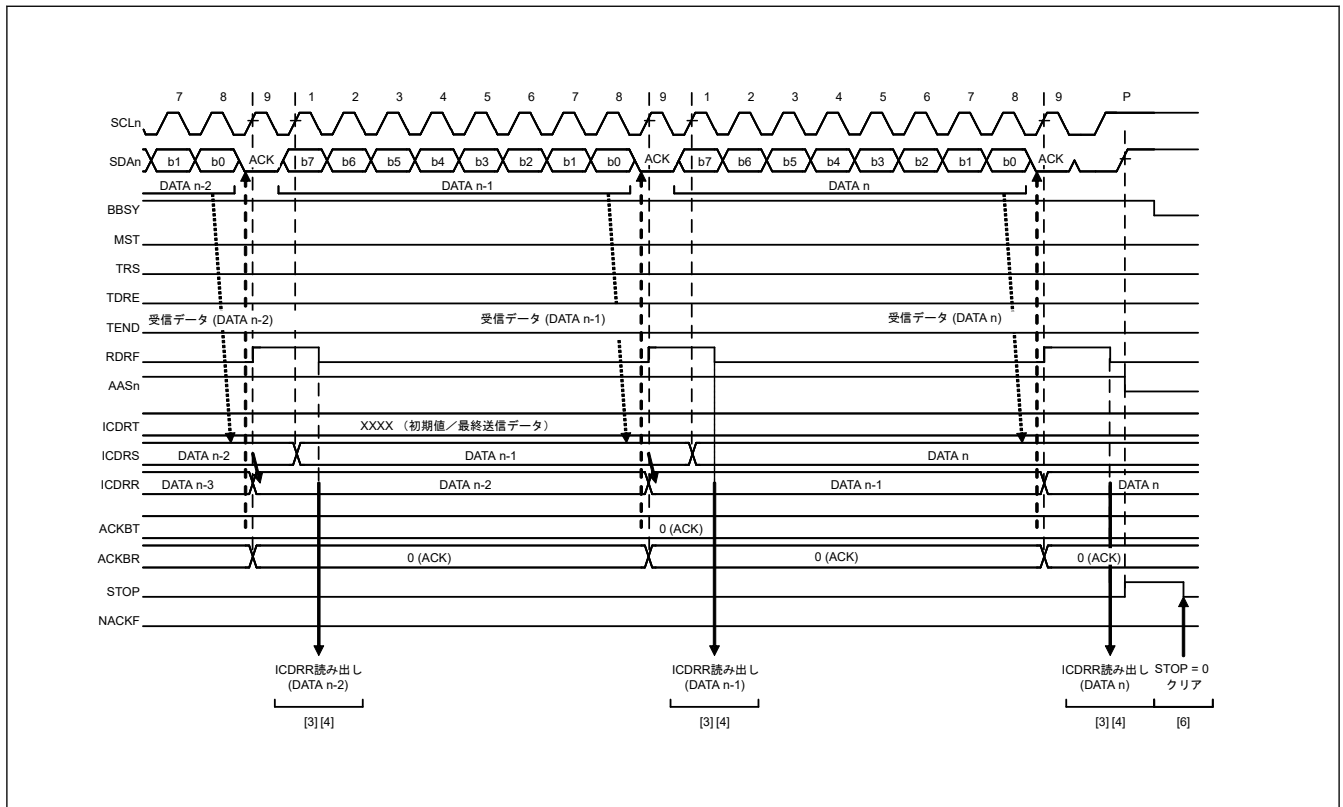 7 8 9 1 2 3 4 5 6 7 8 9 1 2 3 4 5 6 7 8 9 P
SCLn
SDAn b1 b0 ACK b7 b6 b5 b4 b3 b2 b1 b0 ACK b7 b6 b5 b4 b3 b2 b1 b0 ACK
DATA n-2 DATA n-1 DATA n
BBSY
MST
TRS
TDRE
受信データ (DATA n-2) 受信データ (DATA n-1) 受信データ (DATA n)
TEND
RDRF
AASn
ICDRT XXXX （初期値／最終送信データ）
ICDRS DATA n-2 DATA n-1 DATA n
ICDRR DATA n-3 DATA n-2 DATA n-1 DATA n
ACKBT 0 (ACK)
ACKBR 0 (ACK) 0 (ACK) 0 (ACK)
STOP
NACKF
ICDRR読み出し ICDRR読み出し ICDRR読み出し STOP = 0
(DATA n-2) (DATA n-1) (DATA n) クリア
[3] [4] [3] [4] [3] [4] [6]